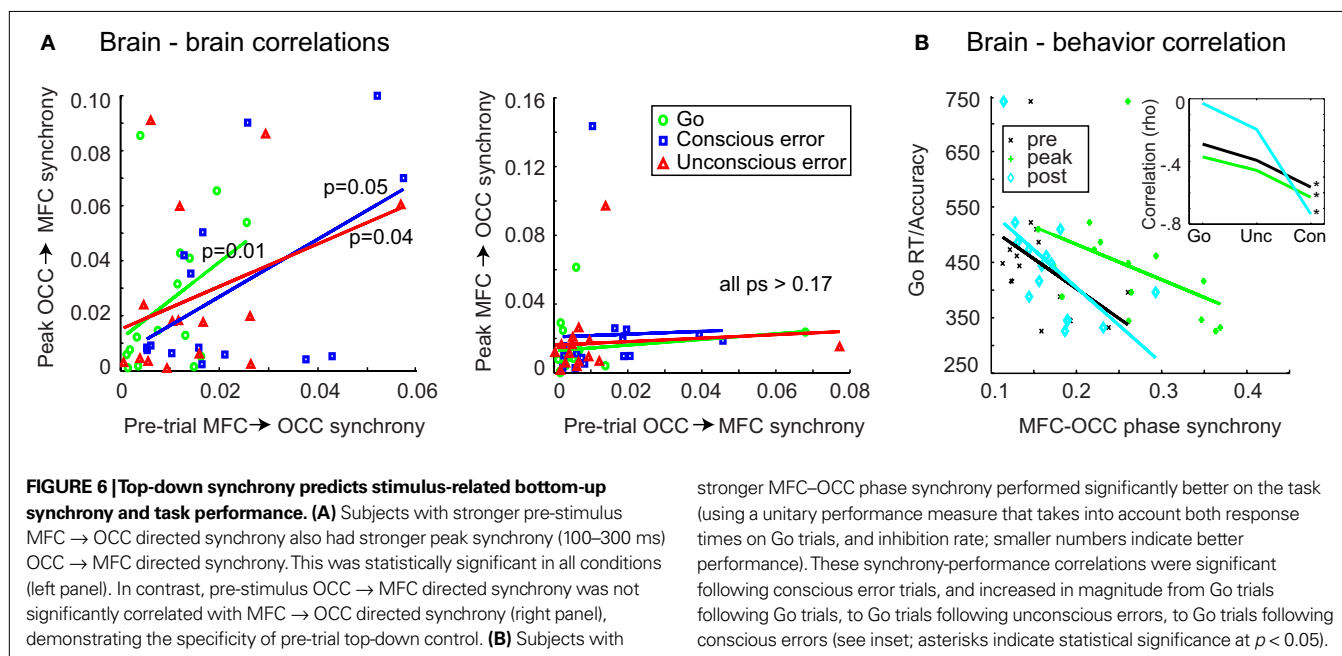 A Brain - brain correlations
Peak OCC → MFC synchrony
0.10
0.08
0.06
0.04
0.02
0
0 0.02 0.04 0.06
p=0.05
p=0.01
p=0.04
Pre-trial MFC → OCC synchrony
Peak MFC → OCC synchrony
0.16
0.12
0.08
0.04
0
0 0.02 0.04 0.06 0.08
Go
Conscious error
Unconscious error
all ps > 0.17
Pre-trial OCC → MFC synchrony
B Brain - behavior correlation
Go RT/Accuracy
750
650
550
450
350
250
0.1 0.2 0.3 0.4
pre
peak
post
Correlation (rho)
0
-.4
-.8
Go Unc Con
*
*
*
MFC-OCC phase synchrony
FIGURE 6 | Top-down synchrony predicts stimulus-related bottom-up
synchrony and task performance. (A) Subjects with stronger pre-stimulus
MFC → OCC directed synchrony also had stronger peak synchrony (100–300 ms)
OCC → MFC directed synchrony. This was statistically significant in all conditions
(left panel). In contrast, pre-stimulus OCC → MFC directed synchrony was not
significantly correlated with MFC → OCC directed synchrony (right panel),
demonstrating the specificity of pre-trial top-down control. (B) Subjects with
stronger MFC–OCC phase synchrony performed significantly better on the task
(using a unitary performance measure that takes into account both response
times on Go trials, and inhibition rate; smaller numbers indicate better
performance). These synchrony-performance correlations were significant
following conscious error trials, and increased in magnitude from Go trials
following Go trials, to Go trials following unconscious errors, to Go trials following
conscious errors (see inset; asterisks indicate statistical significance at p < 0.05).